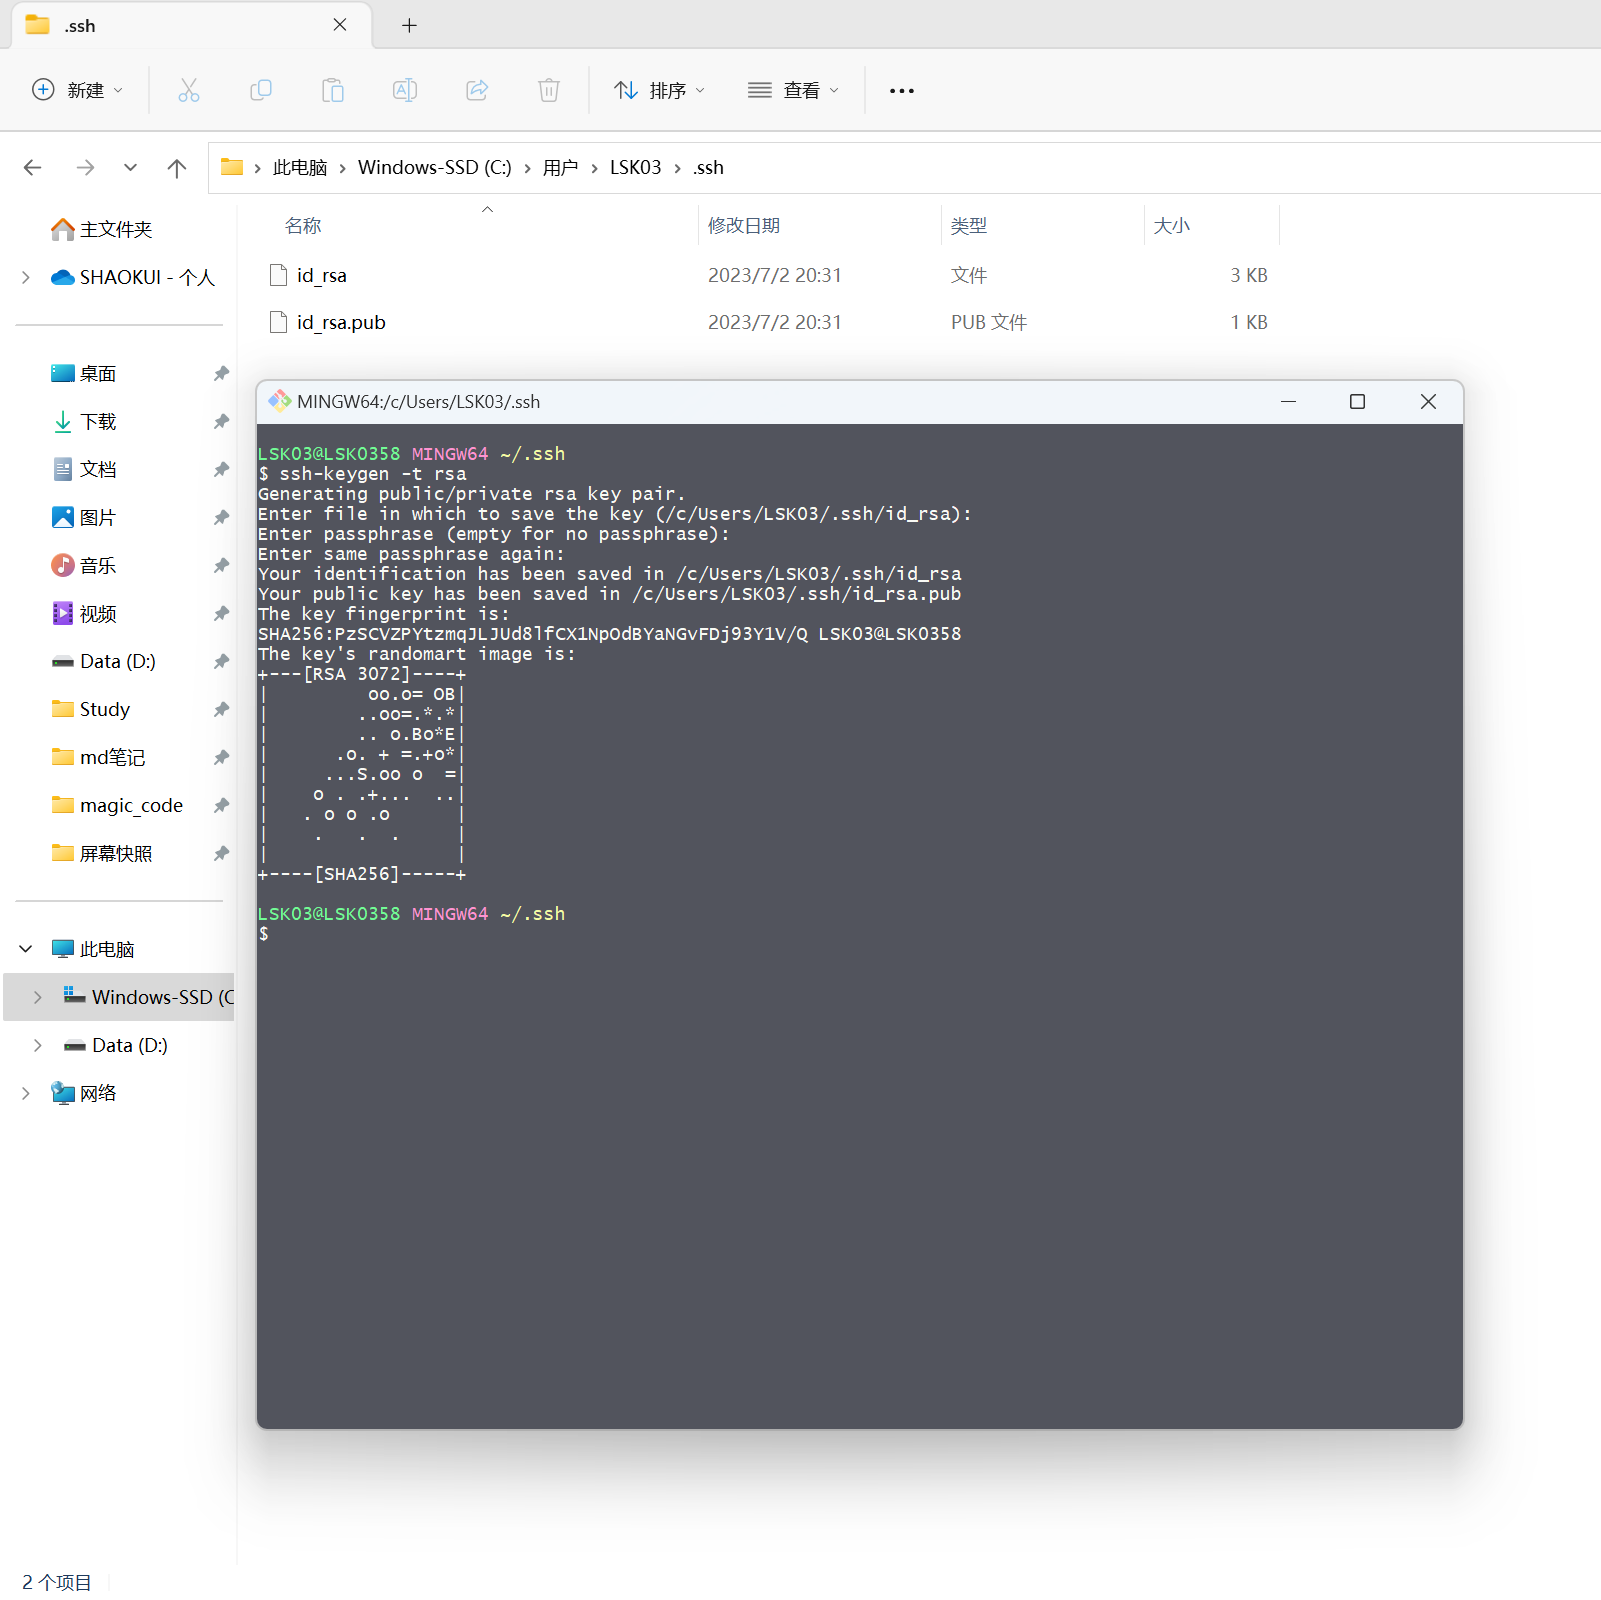 .ssh
新建
排序
查看
此电脑 > Windows-SSD (C:) > 用户 > LSK03 > .ssh
名称 修改日期 类型 大小
id_rsa 2023/7/2 20:31 文件 3 KB
id_rsa.pub 2023/7/2 20:31 PUB 文件 1 KB
主文件夹
SHAOKUI - 个人
桌面
下载
文档
图片
音乐
视频
Data (D:)
Study
md笔记
magic_code
屏幕快照
此电脑
Windows-SSD (C
Data (D:)
网络
MINGW64:/c/Users/LSK03/.ssh
LSK03@LSK0358 MINGW64 ~/.ssh
$ ssh-keygen -t rsa
Generating public/private rsa key pair.
Enter file in which to save the key (/c/Users/LSK03/.ssh/id_rsa):
Enter passphrase (empty for no passphrase):
Enter same passphrase again:
Your identification has been saved in /c/Users/LSK03/.ssh/id_rsa
Your public key has been saved in /c/Users/LSK03/.ssh/id_rsa.pub
The key fingerprint is:
SHA256:PzSCVZPYtzmqJLJUd8lfCX1NpOdBYaNGvFDj93Y1V/Q LSK03@LSK0358
The key's randomart image is:
+---[RSA 3072]----+
|         oo.o= OB|
|        ..oo=.*.*|
|        .. o.Bo*E|
|      .o. + =.+o*|
|     ...S.oo o  =|
|    o . .+...  ..|
|   . o o .o      |
|    .   .  .     |
|                 |
+----[SHA256]-----+
LSK03@LSK0358 MINGW64 ~/.ssh
$
2 个项目